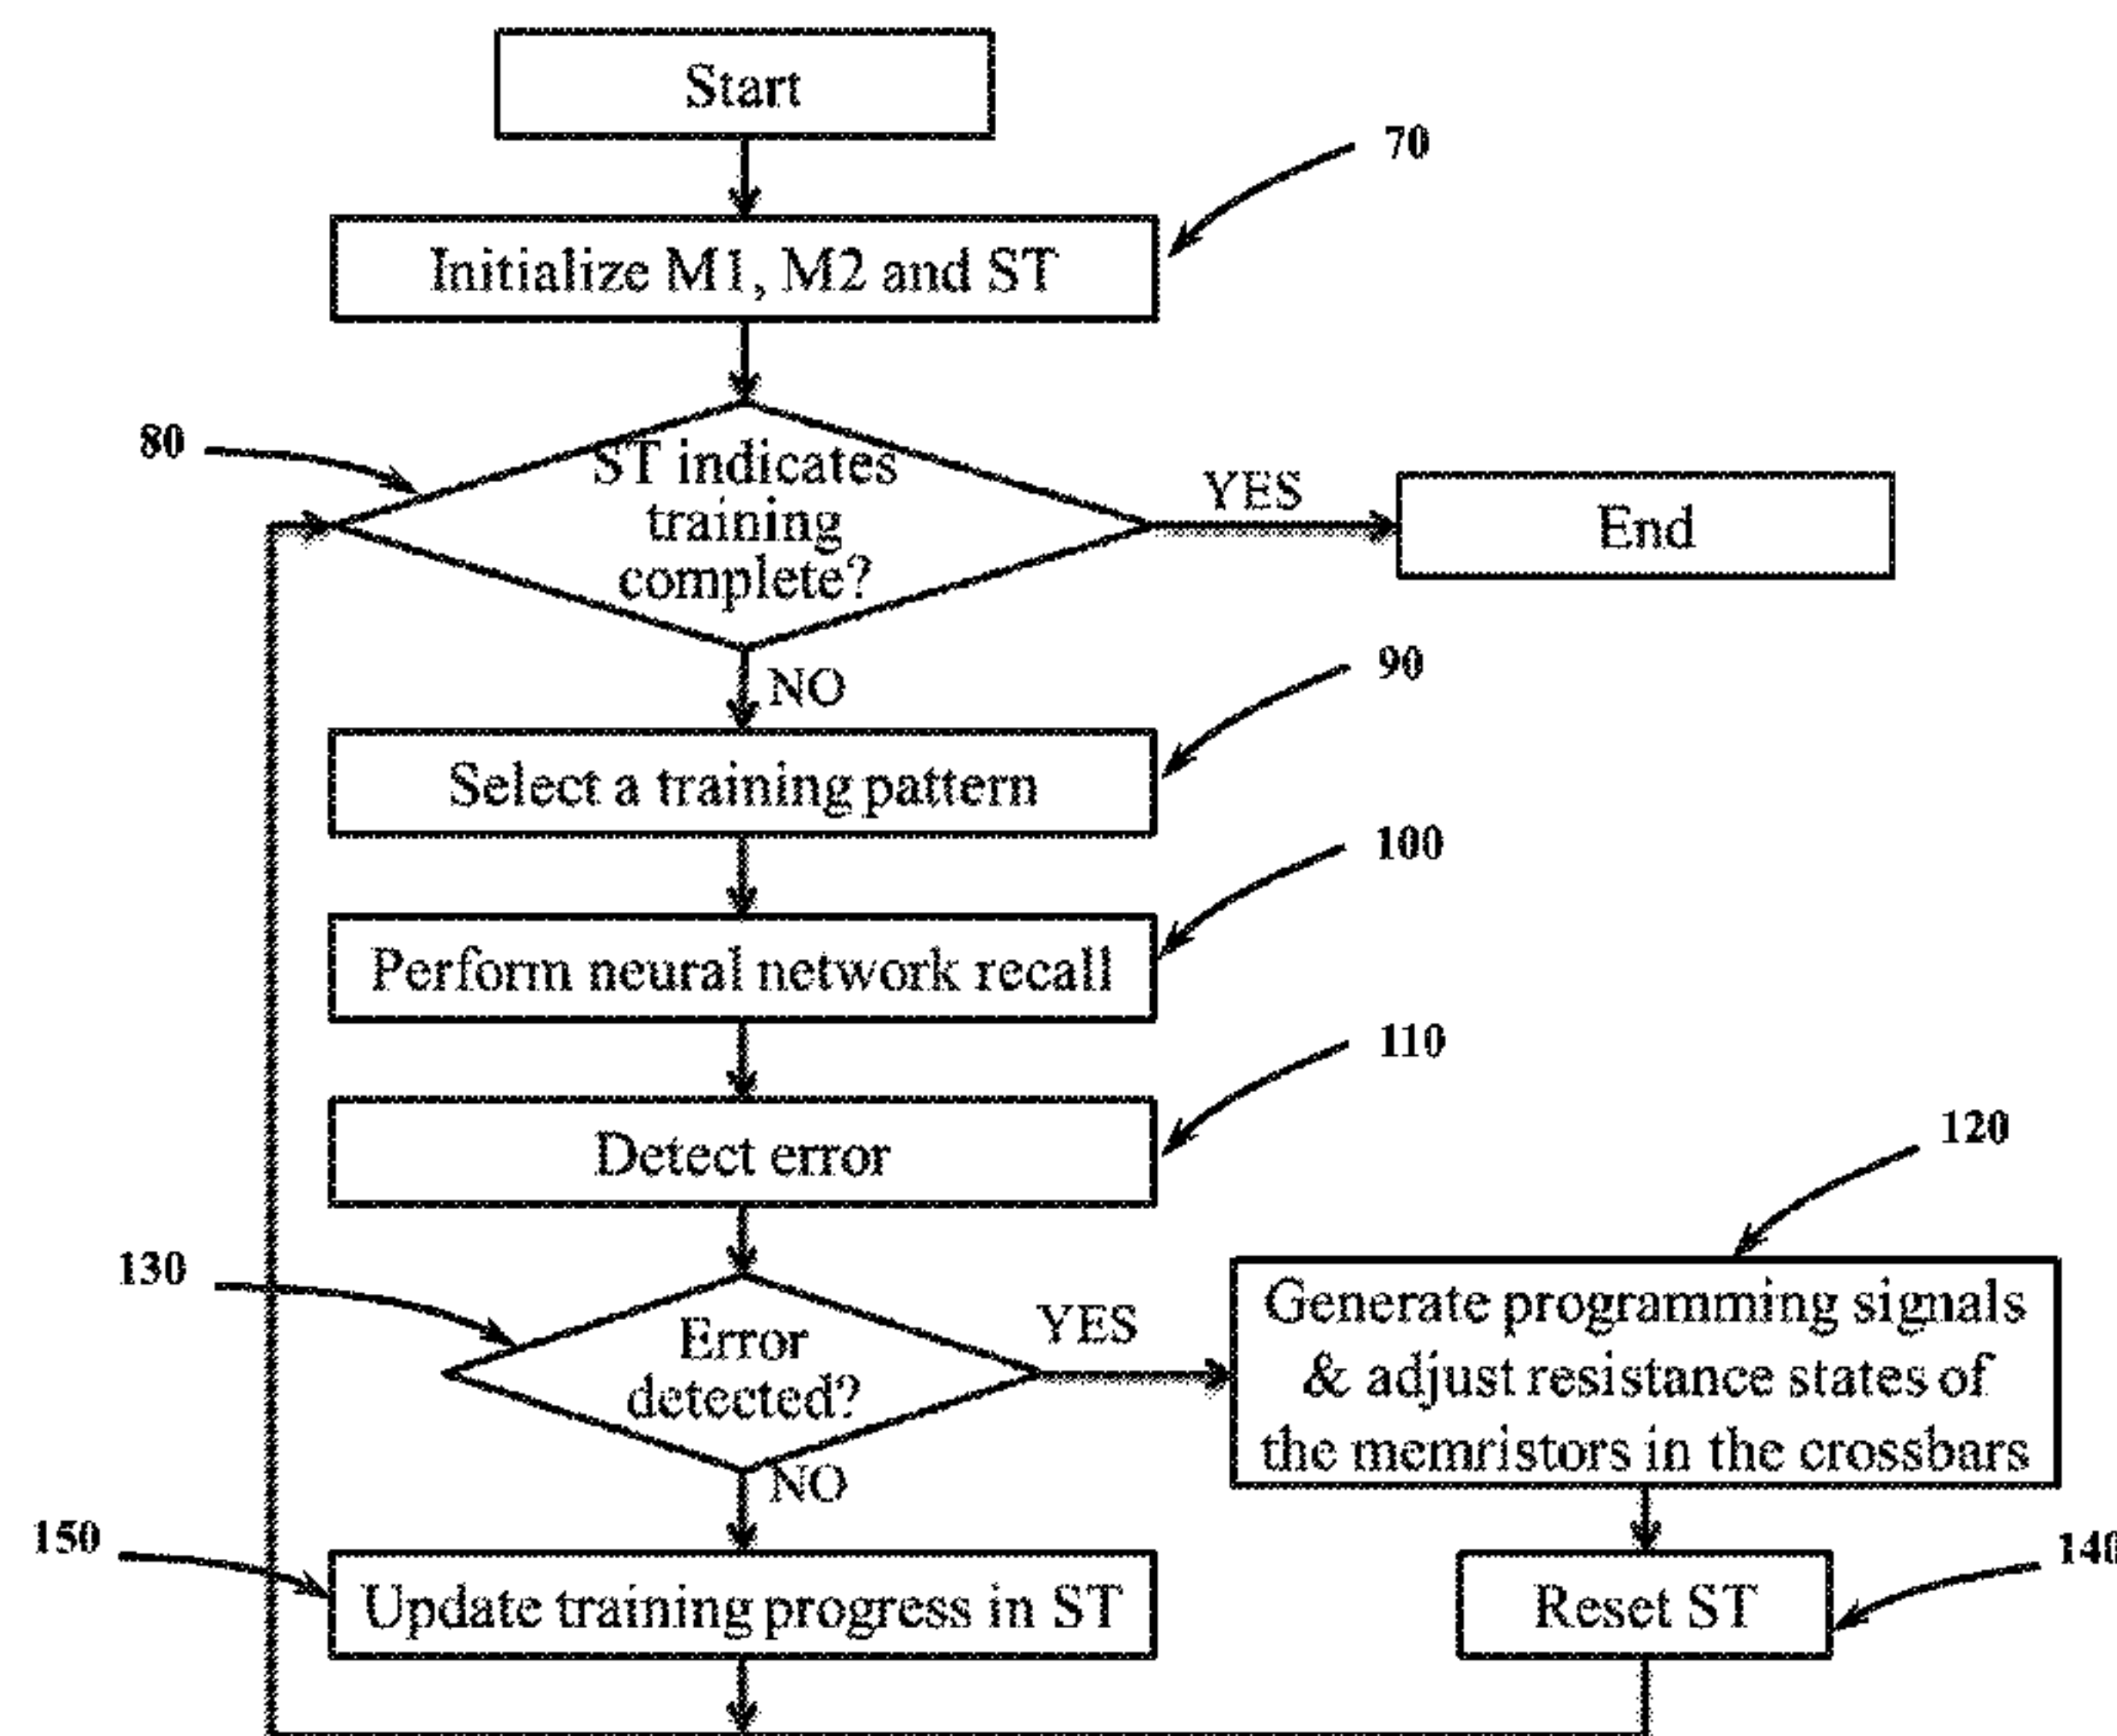 Start
70
Initialize M1, M2 and ST
80
ST indicates
training
complete?
YES
End
NO
90
Select a training pattern
100
Perform neural network recall
110
Detect error
120
130
Error
detected?
YES
Generate programming signals
& adjust resistance states of
the memristors in the crossbars
NO
150
Update training progress in ST
Reset ST
140